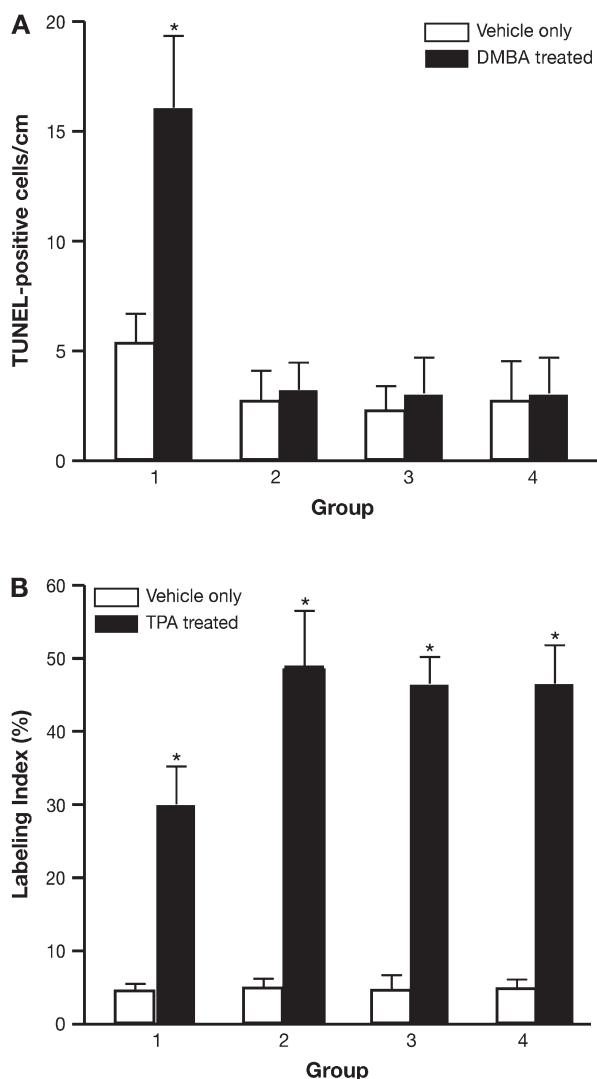 A
Vehicle only
DMBA treated
TUNEL-positive cells/cm
20
15
10
5
0
*
1 2 3 4
Group
B
Vehicle only
TPA treated
Labeling Index (%)
60
50
40
30
20
10
0
* * * *
1 2 3 4
Group